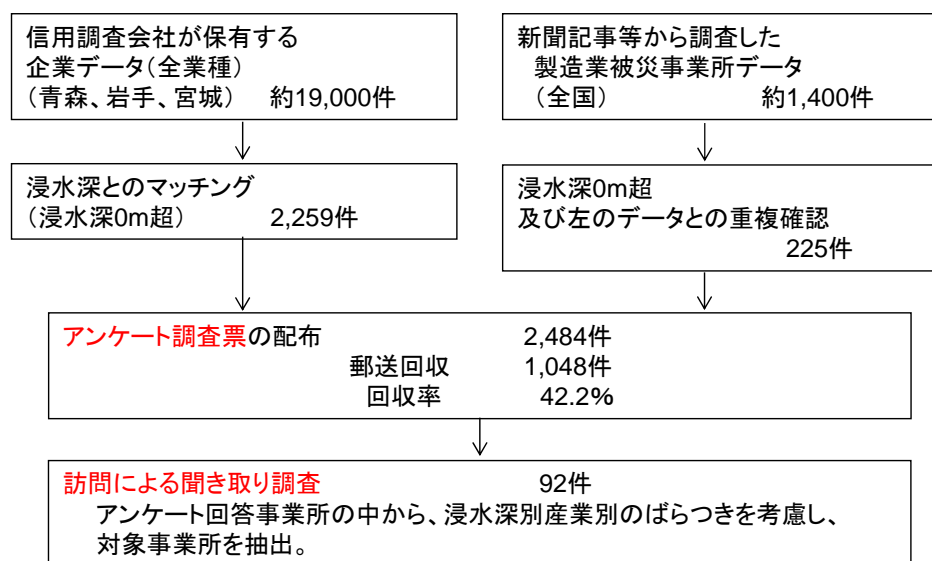 信用調査会社が保有する
企業データ(全業種)
(青森、岩手、宮城) 約19,000件
新聞記事等から調査した
製造業被災事業所データ
(全国) 約1,400件
浸水深とのマッチング
(浸水深0m超) 2,259件
浸水深0m超
及び左のデータとの重複確認
225件
アンケート調査票の配布 2,484件
郵送回収 1,048件
回収率 42.2%
訪問による聞き取り調査 92件
アンケート回答事業所の中から、浸水深別産業別のばらつきを考慮し、
対象事業所を抽出。